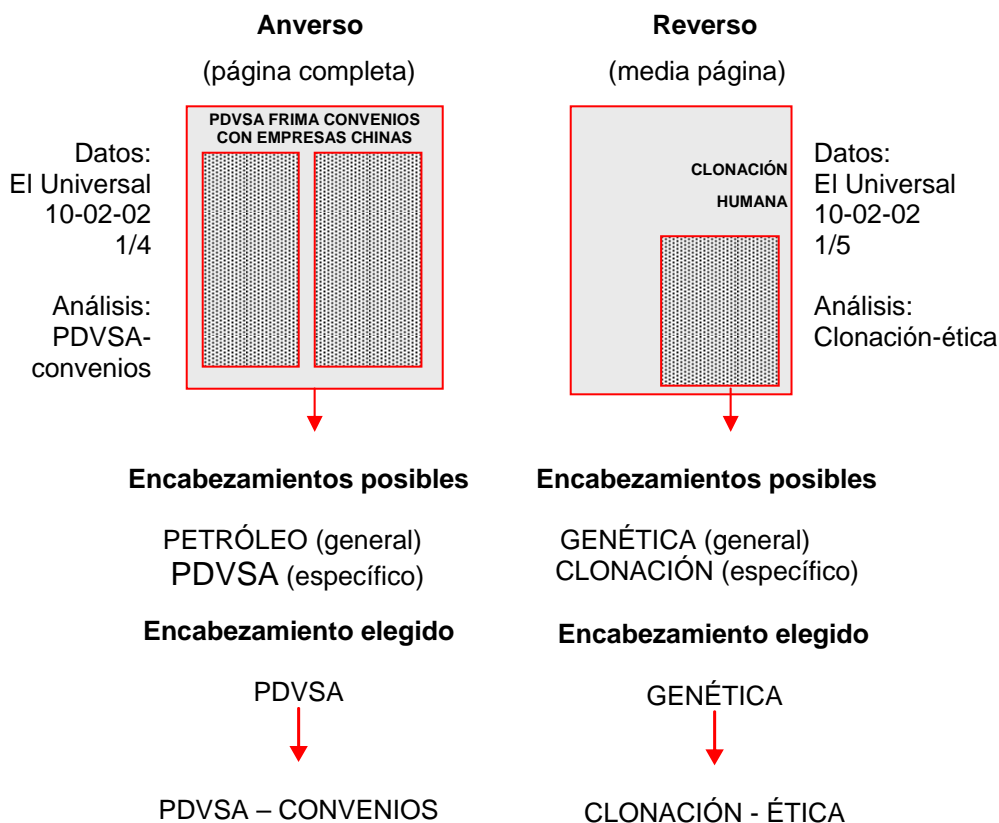 Anverso
(página completa)
PDVSA FRIMA CONVENIOS
CON EMPRESAS CHINAS
Datos:
El Universal
10-02-02
1/4
Análisis:
PDVSA-
convenios
Reverso
(media página)
CLONACIÓN
HUMANA
Datos:
El Universal
10-02-02
1/5
Análisis:
Clonación-ética
Encabezamientos posibles
PETRÓLEO (general)
PDVSA (específico)
Encabezamiento elegido
PDVSA
PDVSA – CONVENIOS
Encabezamientos posibles
GENÉTICA (general)
CLONACIÓN (específico)
Encabezamiento elegido
GENÉTICA
CLONACIÓN - ÉTICA